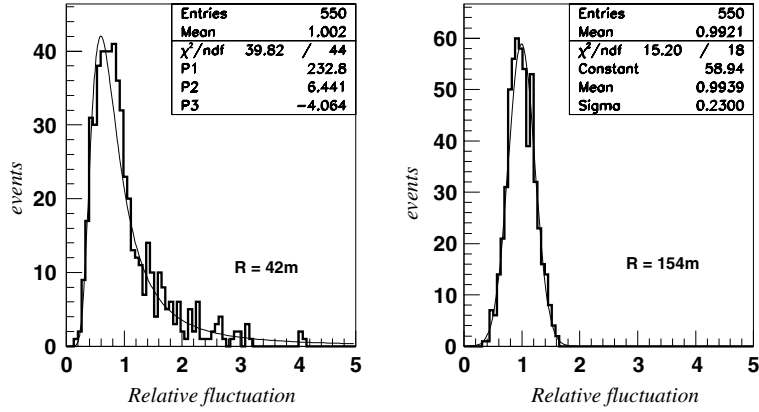 Entries 550
Mean 1.002
χ²/ndf 39.82 / 44
P1 232.8
P2 6.441
P3 −4.064
40
30
20
10
0
events
R = 42m
0 1 2 3 4 5
Relative fluctuation
Entries 550
Mean 0.9921
χ²/ndf 15.20 / 18
Constant 58.94
Mean 0.9939
Sigma 0.2300
60
50
40
30
20
10
0
events
R = 154m
0 1 2 3 4 5
Relative fluctuation